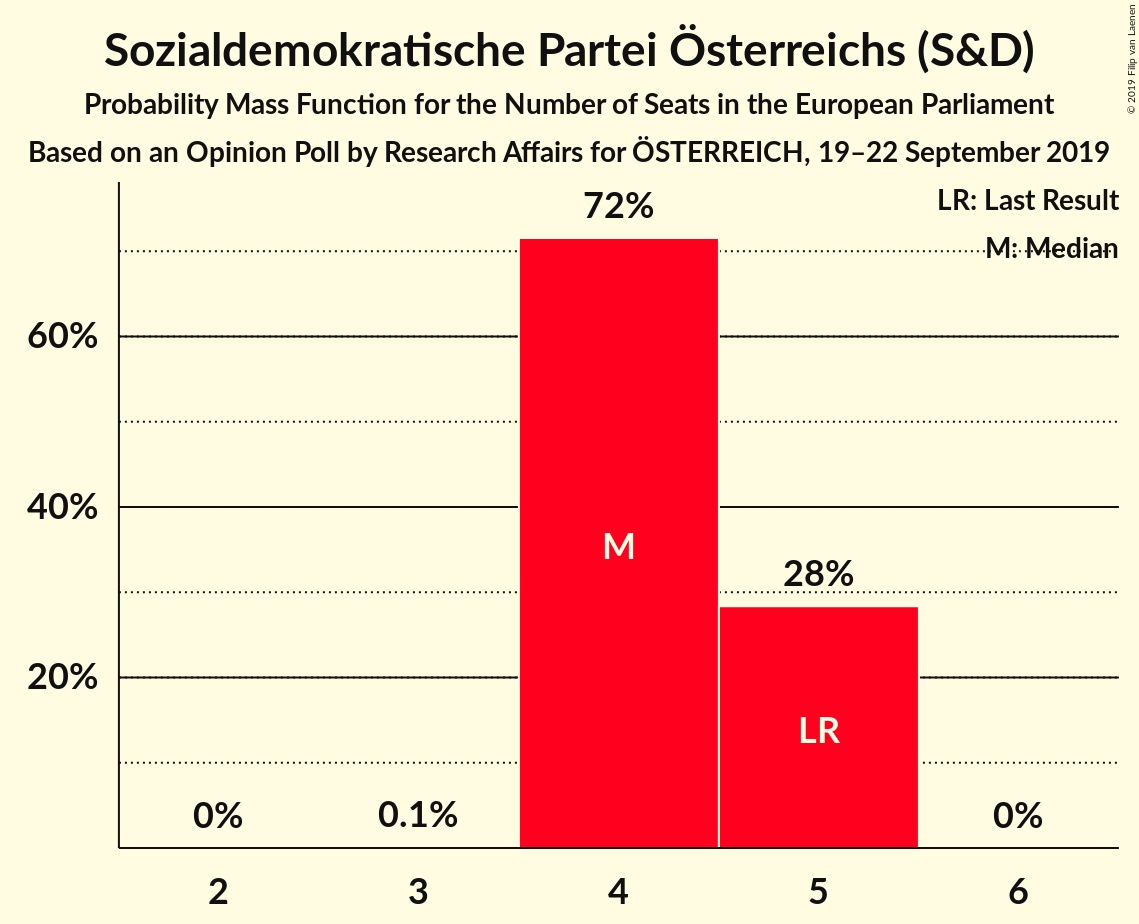 Sozialdemokratische Partei Österreichs (S&D)
Probability Mass Function for the Number of Seats in the European Parliament
Based on an Opinion Poll by Research Affairs for ÖSTERREICH, 19–22 September 2019
© 2019 Filip van Laenen
LR: Last Result
M: Median
72%
60%
40%
M
28%
20%
LR
0%
0.1%
0%
2
3
4
5
6